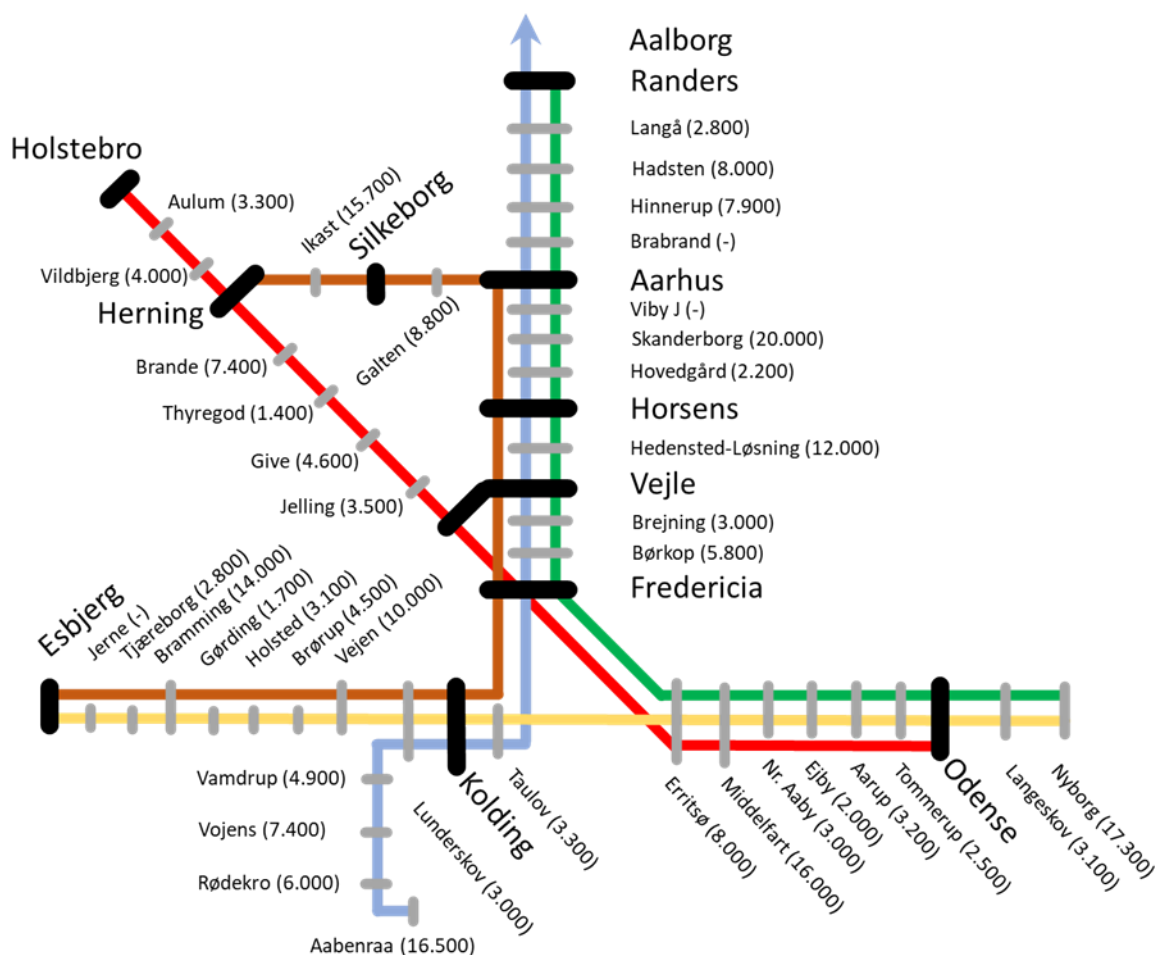 Aalborg
Randers
Langå (2.800)
Hadsten (8.000)
Hinnerup (7.900)
Brabrand (-)
Aarhus
Viby J (-)
Skanderborg (20.000)
Hovedgård (2.200)
Horsens
Hedensted-Løsning (12.000)
Vejle
Brejning (3.000)
Børkop (5.800)
Fredericia
Holstebro
Aulum (3.300)
Vildbjerg (4.000)
Herning
Ikast (15.700)
Silkeborg
Galten (8.800)
Brande (7.400)
Thyregod (1.400)
Give (4.600)
Jelling (3.500)
Esbjerg
Jerne (-)
Tjæreborg (2.800)
Bramming (14.000)
Gørding (1.700)
Holsted (3.100)
Brørup (4.500)
Vejen (10.000)
Vamdrup (4.900)
Vojens (7.400)
Rødekro (6.000)
Aabenraa (16.500)
Lunderskov (3.000)
Kolding
Taulov (3.300)
Erritsø (8.000)
Middelfart (16.000)
Nr. Aaby (3.000)
Ejby (2.000)
Aarup (3.200)
Tommerup (2.500)
Odense
Langeskov (3.100)
Nyborg (17.300)